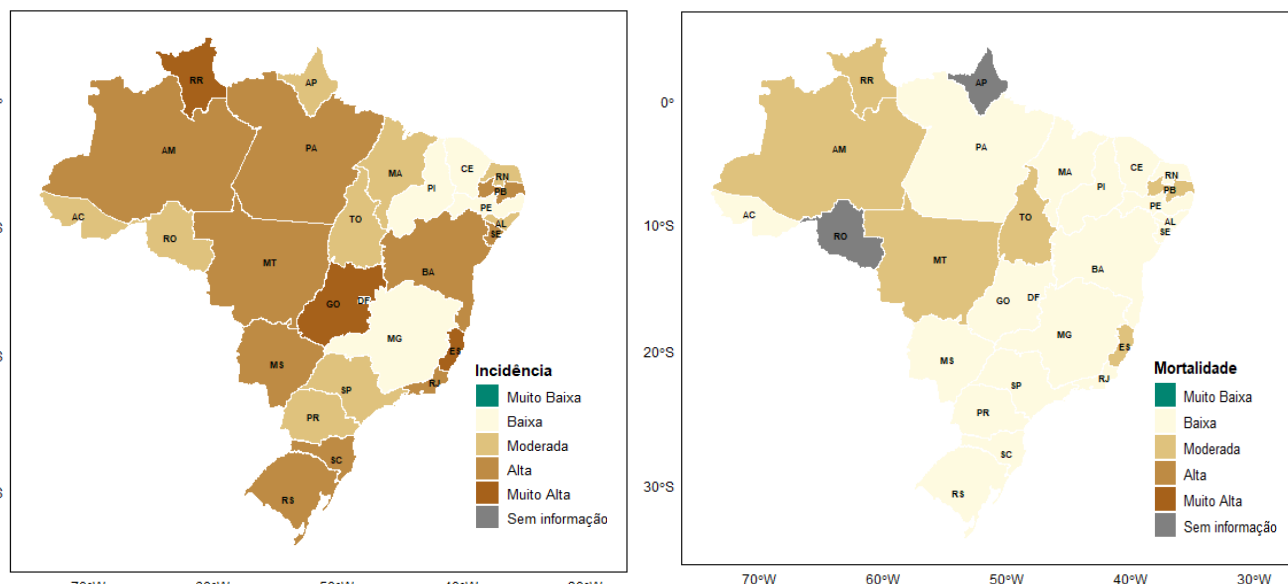 RR
AP
AM
PA
CE
MA
RN
PI
PB
PE
AC
TO
AL
RO
SE
MT
BA
GO
DF
MG
ES
MS
RJ
SP
PR
SC
RS
Incidência
Muito Baixa
Baixa
Moderada
Alta
Muito Alta
Sem informação
0°
10°S
20°S
30°S
RR
AP
AM
PA
CE
MA
RN
PI
PB
PE
AC
TO
AL
SE
RO
MT
BA
GO
DF
MG
ES
MS
RJ
SP
PR
SC
RS
Mortalidade
Muito Baixa
Baixa
Moderada
Alta
Muito Alta
Sem informação
70°W
60°W
50°W
40°W
30°W